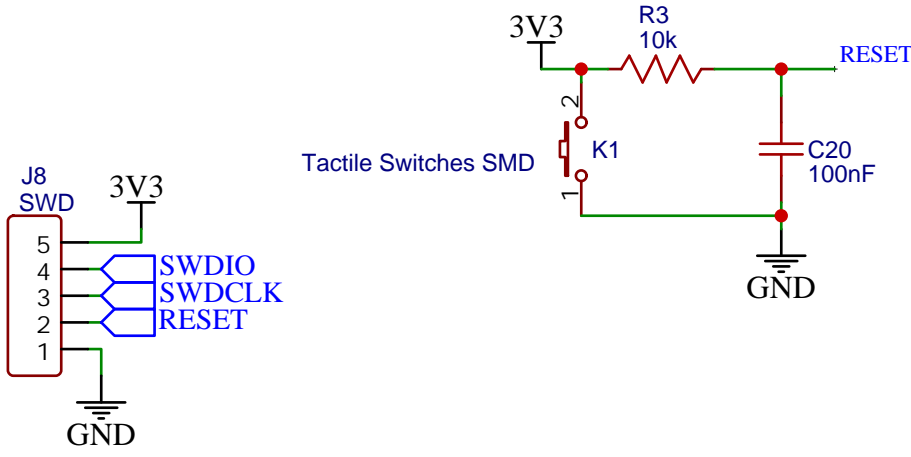 3V3
R3
10k
RESET
2
K1
Tactile Switches SMD
1
C20
100nF
GND
J8
SWD
3V3
5
4
SWDIO
3
SWDCLK
2
RESET
1
GND